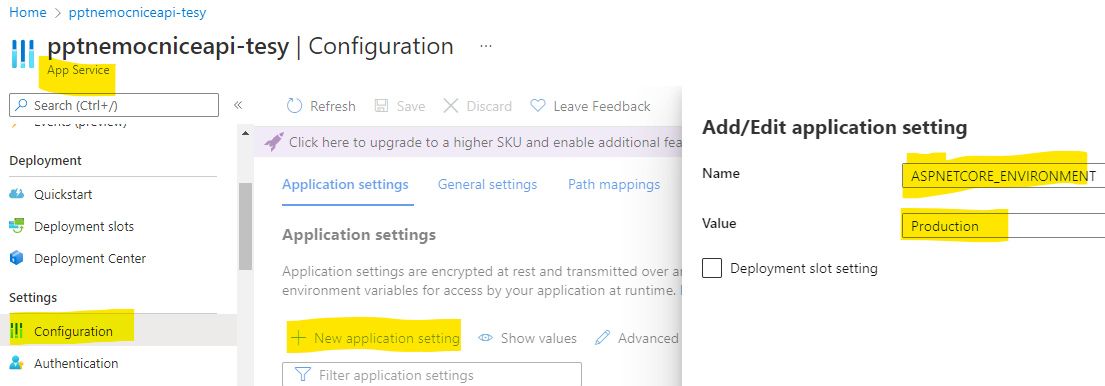 Home > pptnemocniceapi-tesy
pptnemocniceapi-tesy | Configuration ...
App Service
Search (Ctrl+/) «
Events (preview)
Deployment
Quickstart
Deployment slots
Deployment Center
Settings
Configuration
Authentication
Refresh Save Discard Leave Feedback
Click here to upgrade to a higher SKU and enable additional fea
Application settings General settings Path mappings
Application settings
Application settings are encrypted at rest and transmitted over a
environment variables for access by your application at runtime.
+ New application setting Show values Advanced
Filter application settings
Add/Edit application setting
Name
ASPNETCORE_ENVIRONMENT
Value
Production
Deployment slot setting